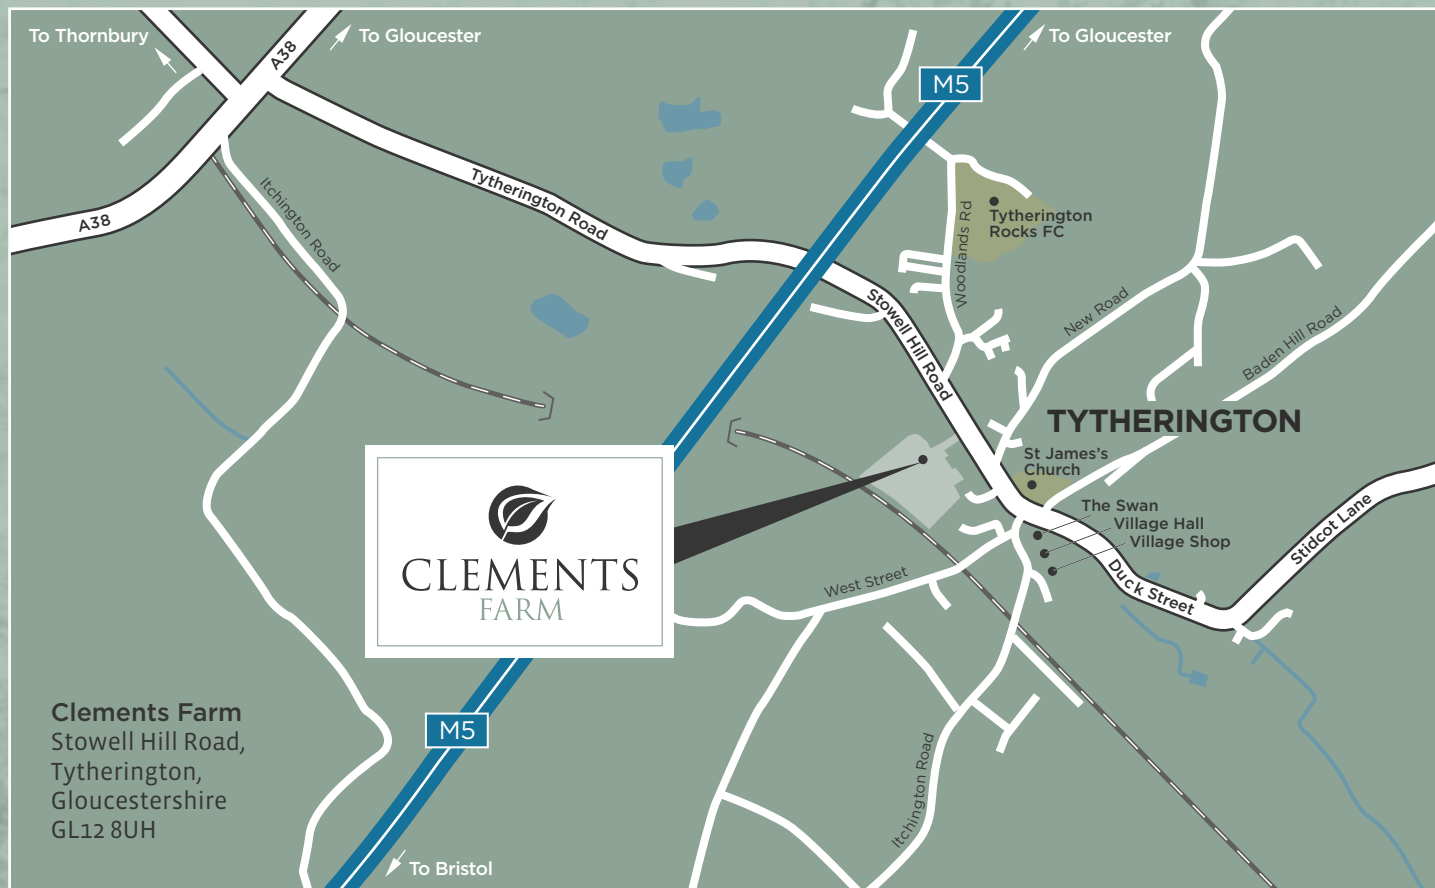 To Thornbury
A38
To Gloucester
To Gloucester
M5
A38
Itchington Road
Tytherington Road
Woodlands Rd
Tytherington
Rocks FC
Stowell Hill Road
New Road
Baden Hill Road
TYTHERINGTON
St James's
Church
The Swan
Village Hall
Village Shop
Stidcot Lane
Duck Street
West Street
CLEMENTS
FARM
Itchington Road
M5
Clements Farm
Stowell Hill Road,
Tytherington,
Gloucestershire
GL12 8UH
To Bristol